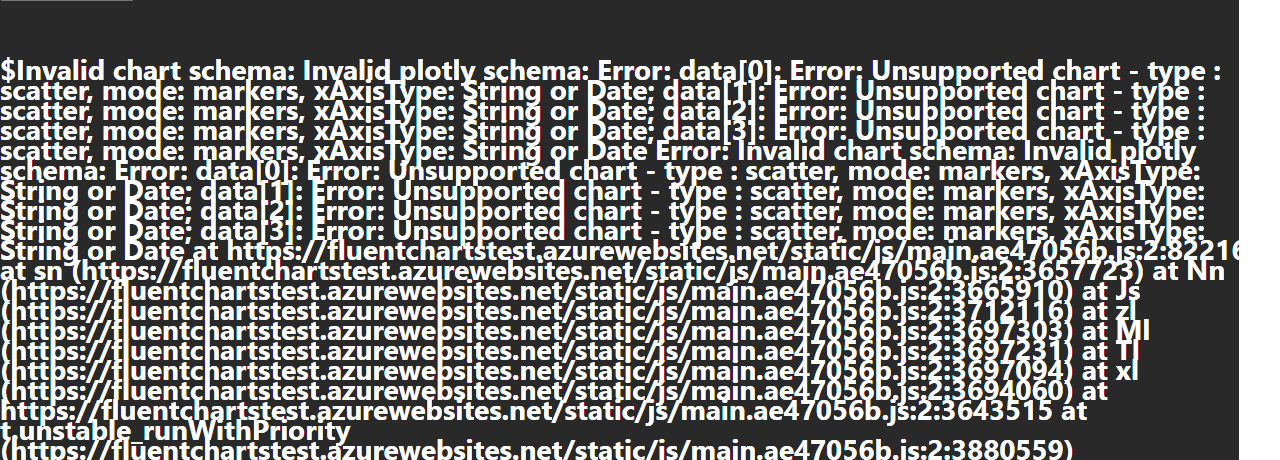 $Invalid chart schema: Invalid plotly schema: Error: data[0]: Error: Unsupported chart - type :
scatter, mode: markers, xAxisType: String or Date; data[1]: Error: Unsupported chart - type :
scatter, mode: markers, xAxisType: String or Date; data[2]: Error: Unsupported chart - type :
scatter, mode: markers, xAxisType: String or Date; data[3]: Error: Unsupported chart - type :
scatter, mode: markers, xAxisType: String or Date Error: Invalid chart schema: Invalid plotly
schema: Error: data[0]: Error: Unsupported chart - type : scatter, mode: markers, xAxisType:
String or Date; data[1]: Error: Unsupported chart - type : scatter, mode: markers, xAxisType:
String or Date; data[2]: Error: Unsupported chart - type : scatter, mode: markers, xAxisType:
String or Date; data[3]: Error: Unsupported chart - type : scatter, mode: markers, xAxisType:
String or Date at https://fluentchartstest.azurewebsites.net/static/js/main.ae47056b.js:2:82216
at sn (https://fluentchartstest.azurewebsites.net/static/js/main.ae47056b.js:2:3657723) at Nn
(https://fluentchartstest.azurewebsites.net/static/js/main.ae47056b.js:2:3665910) at Js
(https://fluentchartstest.azurewebsites.net/static/js/main.ae47056b.js:2:3712116) at zl
(https://fluentchartstest.azurewebsites.net/static/js/main.ae47056b.js:2:3697303) at Ml
(https://fluentchartstest.azurewebsites.net/static/js/main.ae47056b.js:2:3697231) at Tl
(https://fluentchartstest.azurewebsites.net/static/js/main.ae47056b.js:2:3697094) at xl
(https://fluentchartstest.azurewebsites.net/static/js/main.ae47056b.js:2:3694060) at
https://fluentchartstest.azurewebsites.net/static/js/main.ae47056b.js:2:3643515 at
t.unstable_runWithPriority
(https://fluentchartstest.azurewebsites.net/static/js/main.ae47056b.js:2:3880559)